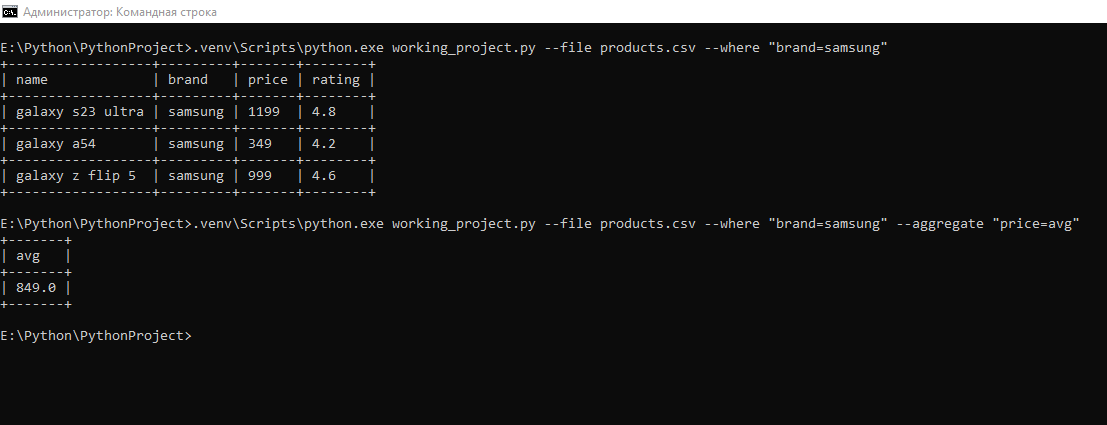 Администратор: Командная строка
E:\Python\PythonProject>.venv\Scripts\python.exe working_project.py --file products.csv --where "brand=samsung"
+------------------+---------+-------+--------+
| name             | brand   | price | rating |
+------------------+---------+-------+--------+
| galaxy s23 ultra | samsung | 1199  | 4.8    |
+------------------+---------+-------+--------+
| galaxy a54       | samsung | 349   | 4.2    |
+------------------+---------+-------+--------+
| galaxy z flip 5  | samsung | 999   | 4.6    |
+------------------+---------+-------+--------+
E:\Python\PythonProject>.venv\Scripts\python.exe working_project.py --file products.csv --where "brand=samsung" --aggregate "price=avg"
+-------+
| avg   |
+-------+
| 849.0 |
+-------+
E:\Python\PythonProject>